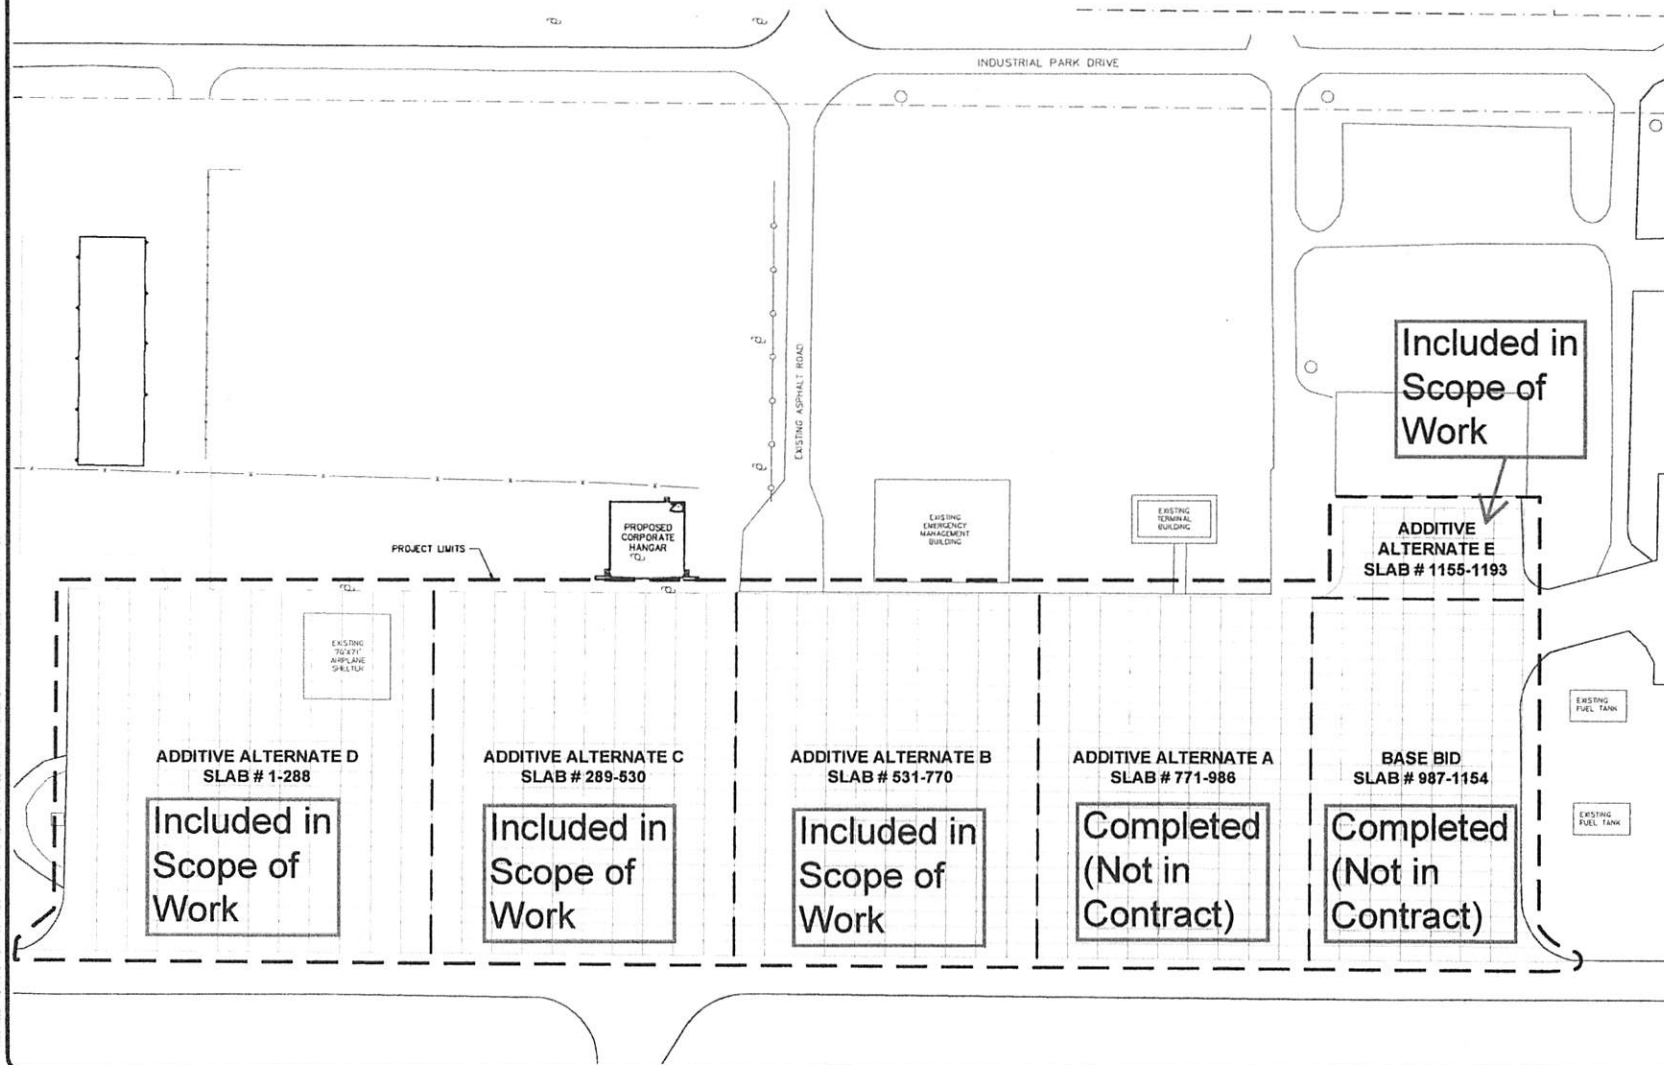 INDUSTRIAL PARK DRIVE
EXISTING ASPHALT ROAD
Included in
Scope of
Work
PROPOSED
CORPORATE
HANGAR
EXISTING
EMERGENCY
MANAGEMENT
BUILDING
EXISTING
TERMINAL
BUILDING
ADDITIVE
ALTERNATE E
SLAB # 1155-1193
PROJECT LIMITS
EXISTING
70'X71'
AIRPLANE
SHELTER
EXISTING
FUEL TANK
ADDITIVE ALTERNATE D
SLAB # 1-288
ADDITIVE ALTERNATE C
SLAB # 289-530
ADDITIVE ALTERNATE B
SLAB # 531-770
ADDITIVE ALTERNATE A
SLAB # 771-986
BASE BID
SLAB # 987-1154
EXISTING
FUEL TANK
Included in
Scope of
Work
Included in
Scope of
Work
Included in
Scope of
Work
Completed
(Not in
Contract)
Completed
(Not in
Contract)